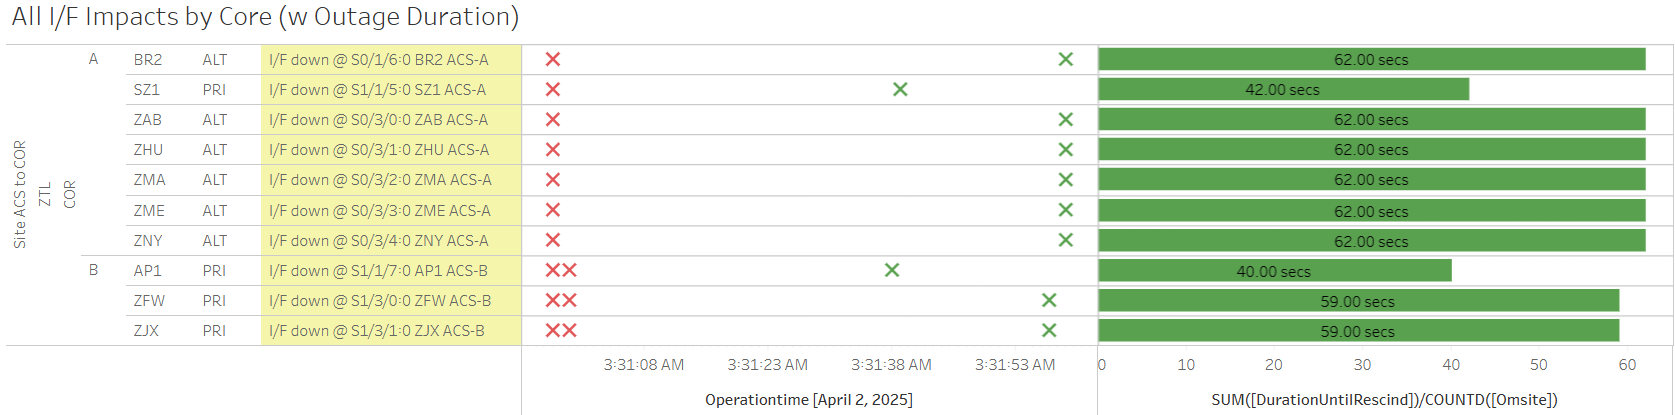 All I/F Impacts by Core (w Outage Duration)
Site ACS to COR
ZTL
COR
A
BR2 ALT I/F down @ S0/1/6:0 BR2 ACS-A 62.00 secs
SZ1 PRI I/F down @ S1/1/5:0 SZ1 ACS-A 42.00 secs
ZAB ALT I/F down @ S0/3/0:0 ZAB ACS-A 62.00 secs
ZHU ALT I/F down @ S0/3/1:0 ZHU ACS-A 62.00 secs
ZMA ALT I/F down @ S0/3/2:0 ZMA ACS-A 62.00 secs
ZME ALT I/F down @ S0/3/3:0 ZME ACS-A 62.00 secs
ZNY ALT I/F down @ S0/3/4:0 ZNY ACS-A 62.00 secs
B
AP1 PRI I/F down @ S1/1/7:0 AP1 ACS-B 40.00 secs
ZFW PRI I/F down @ S1/3/0:0 ZFW ACS-B 59.00 secs
ZJX PRI I/F down @ S1/3/1:0 ZJX ACS-B 59.00 secs
3:31:08 AM 3:31:23 AM 3:31:38 AM 3:31:53 AM 0 10 20 30 40 50 60
Operationtime [April 2, 2025] SUM([DurationUntilRescind])/COUNTD([Omsite])